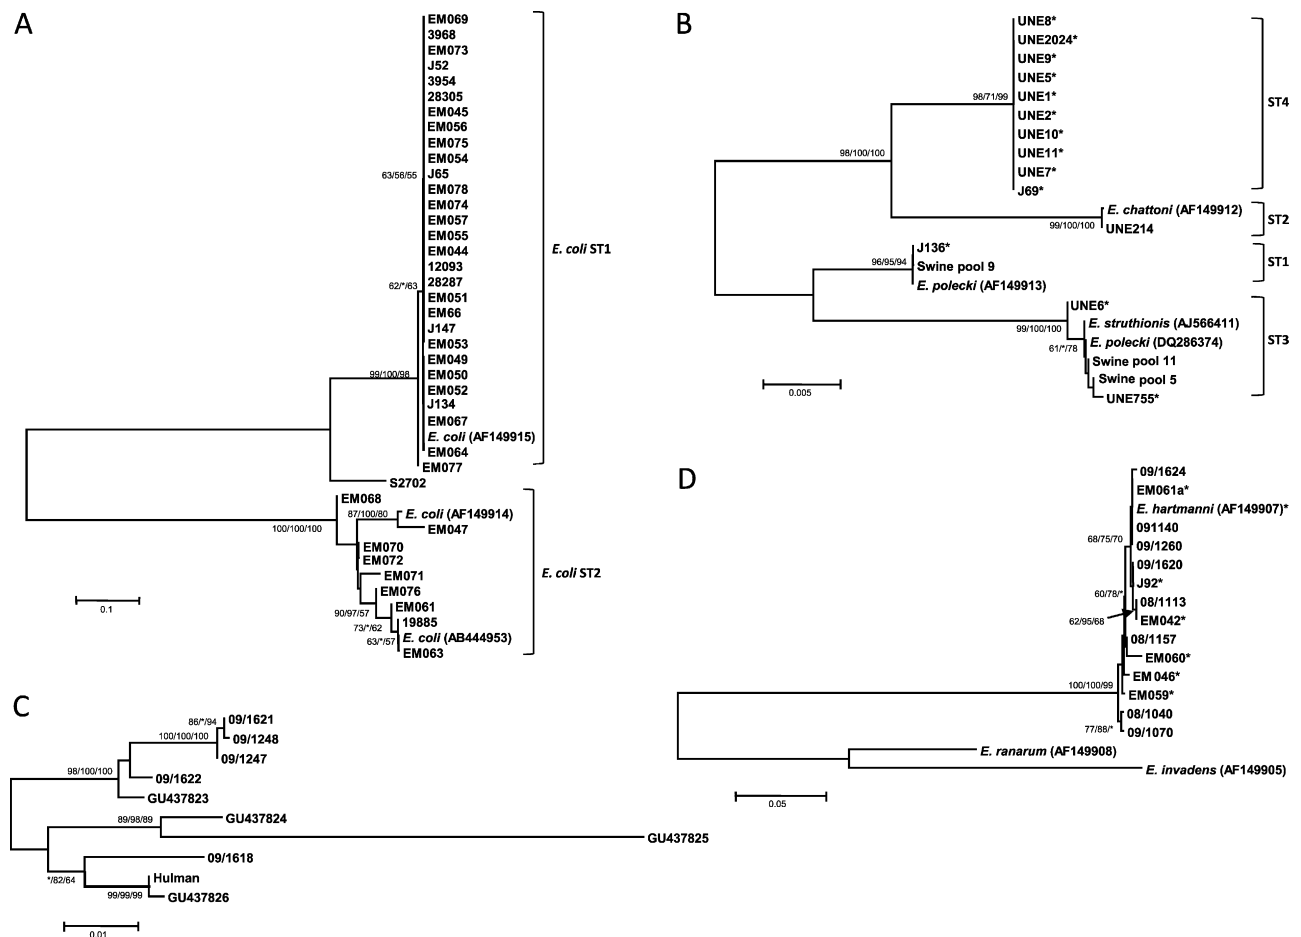 A
EM069
3968
EM073
J52
3954
28305
EM045
EM056
EM075
EM054
63/56/55
J65
EM078
EM074
EM057
EM055
EM044
E. coli ST1
12093
28287
62/*/63
EM051
EM66
J147
EM053
EM049
99/100/98
EM050
EM052
J134
EM067
E. coli (AF149915)
EM064
EM077
S2702
EM068
87/100/80
E. coli (AF149914)
100/100/100
EM047
EM070
EM072
EM071
E. coli ST2
EM076
0.1
90/97/57
EM061
73/*/62
19885
63/*/57
E. coli (AB444953)
EM063
B
UNE8*
UNE2024*
UNE9*
UNE5*
98/71/99
UNE1*
ST4
UNE2*
UNE10*
98/100/100
UNE11*
UNE7*
J69*
E. chattoni (AF149912)
ST2
99/100/100
UNE214
J136*
96/95/94
Swine pool 9
ST1
E. polecki (AF149913)
UNE6*
99/100/100
E. struthionis (AJ566411)
ST3
61/*/78
E. polecki (DQ286374)
Swine pool 11
Swine pool 5
0.005
UNE755*
C
86/*/94
09/1621
100/100/100
09/1248
09/1247
98/100/100
09/1622
GU437823
89/98/89
GU437824
GU437825
09/1618
*/82/64
Hulman
99/99/99
GU437826
0.01
D
09/1624
EM061a*
E. hartmanni (AF149907)*
091140
68/75/70
09/1260
09/1620
J92*
60/78/*
08/1113
62/95/68
EM042*
08/1157
EM060*
EM046*
100/100/99
EM059*
08/1040
77/88/*
09/1070
E. ranarum (AF149908)
E. invadens (AF149905)
0.05